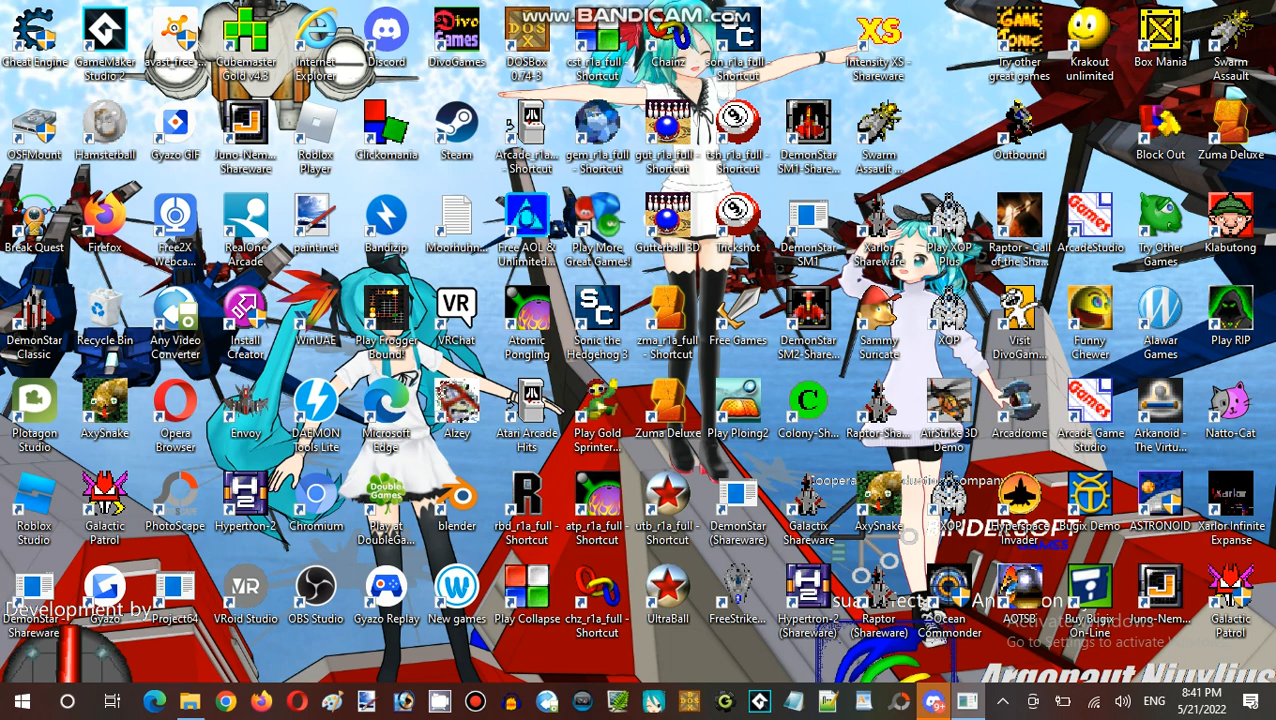 www.BANDICAM.com
Cheat Engine
GameMaker
Studio 2
avast_free_...
Cubemaster
Gold v4.3
Internet
Explorer
Discord
DivoGames
DOSBox
0.74-3
cst_r1a_full -
Shortcut
Chainz
son_r1a_full -
Shortcut
Intensity XS -
Shareware
Try other
great games
Krakout
unlimited
Box Mania
Swarm
Assault
OSFMount
Hamsterball
Gyazo GIF
Juno-Nem...
Shareware
Roblox
Player
Clickomania
Steam
Arcade_r1a...
- Shortcut
gem_r1a_full
- Shortcut
gut_r1a_full -
Shortcut
tsh_r1a_full -
Shortcut
DemonStar
SM1-Share...
Swarm
Assault ...
Outbound
Block Out
Zuma Deluxe
Break Quest
Firefox
Free2X
Webca...
RealOne
Arcade
paintnet
Bandizip
Moorhuhn...
Free AOL &
Unlimited...
Play More
Great Games!
Gutterball 3D
Trickshot
DemonStar
SM1
Xarlor
Shareware
Play XOP
Plus
Raptor - Call
of the Sha...
ArcadeStudio
Try Other
Games
Klabutong
DemonStar
Classic
Recycle Bin
Any Video
Converter
Install
Creator
WinUAE
Play Frogger
Bound!
VRChat
Atomic
Pongling
Sonic the
Hedgehog 3
zma_r1a_full
- Shortcut
Free Games
DemonStar
SM2-Share...
Sammy
Suricate
XOP
Visit
DivoGam...
Funny
Chewer
Alawar
Games
Play RIP
Plotagon
Studio
AxySnake
Opera
Browser
Envoy
DAEMON
Tools Lite
Microsoft
Edge
Alzey
Atari Arcade
Hits
Play Gold
Sprinter...
Zuma Deluxe
Play Ploing2
Colony-Sh...
Raptor-Sha...
AirStrike 3D
Demo
Arcadrome
Arcade Game
Studio
Arkanoid -
The Virtu...
Natto-Cat
Roblox
Studio
Galactic
Patrol
PhotoScape
Hypertron-2
Chromium
Play at
DoubleGa...
blender
rbd_r1a_full -
Shortcut
atp_r1a_full -
Shortcut
utb_r1a_full -
Shortcut
DemonStar
(Shareware)
Galactix
Shareware
AxySnake
XOP
Hyperspace
Invader
Bugix Demo
ASTRONOID
Xarlor Infinite
Expanse
Development by
DemonStar
Shareware
Gyazo
Project64
VRoid Studio
OBS Studio
Gyazo Replay
New games
Play Collapse
chz_r1a_full -
Shortcut
UltraBall
FreeStrike...
Hypertron-2
(Shareware)
Raptor
(Shareware)
Ocean
Commonder
AOTSB
Buy Bugix
On-Line
Juno-Nem...
Shareware
Galactic
Patrol
Activate Windows
Go to Settings to activate
ENG
8:41 PM
5/21/2022